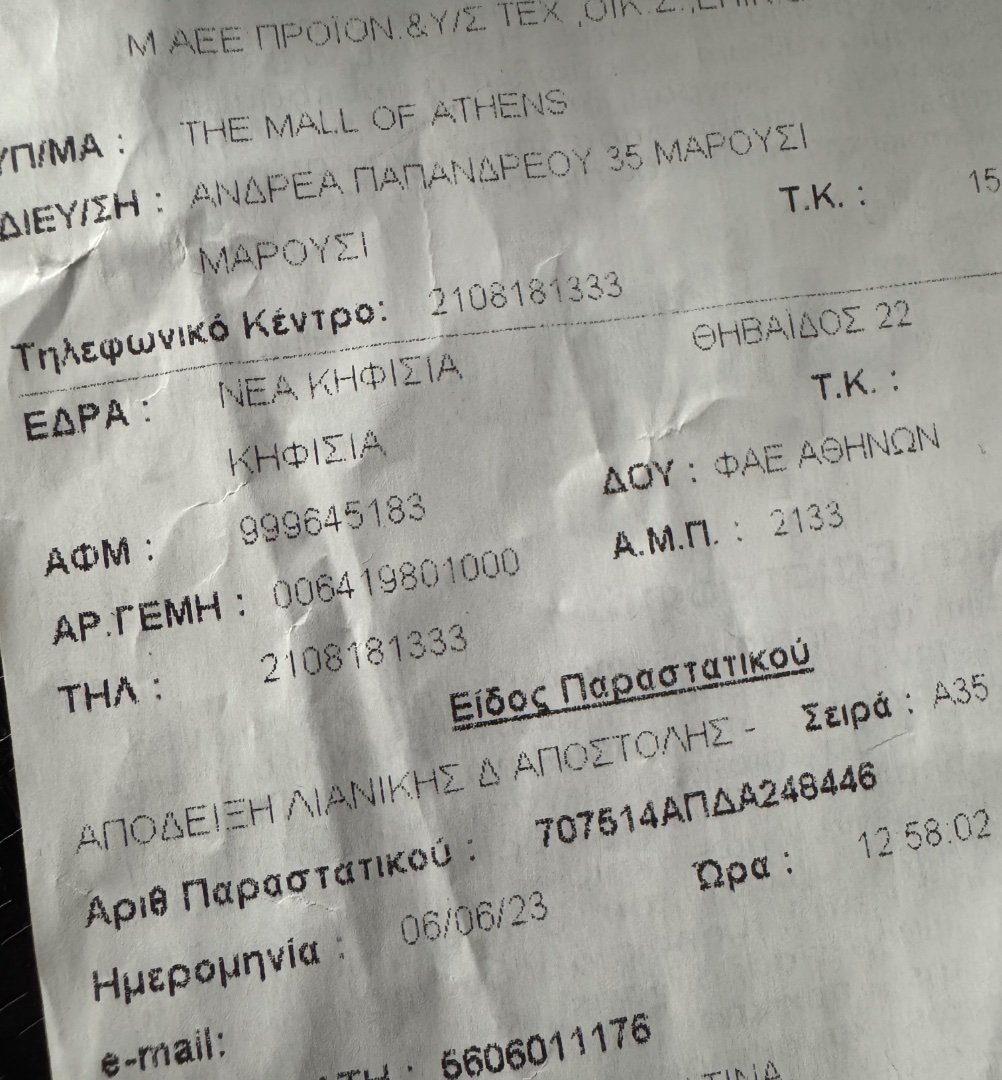 Μ.ΑΕΕ ΠΡΟΪΟΝ.&Υ/Σ ΤΕΧ.,ΟΙΚ.Σ.,
ΥΠ/ΜΑ : THE MALL OF ATHENS
ΔΙΕΥ/ΣΗ : ΑΝΔΡΕΑ ΠΑΠΑΝΔΡΕΟΥ 35 ΜΑΡΟΥΣΙ
ΜΑΡΟΥΣΙ Τ.Κ. : 15
Τηλεφωνικό Κέντρο: 2108181333
ΕΔΡΑ : ΝΕΑ ΚΗΦΙΣΙΑ ΘΗΒΑΪΔΟΣ 22
ΚΗΦΙΣΙΑ Τ.Κ. :
ΑΦΜ : 999645183 ΔΟΥ : ΦΑΕ ΑΘΗΝΩΝ
ΑΡ.ΓΕΜΗ : 006419801000 Α.Μ.Π. : 2133
ΤΗΛ : 2108181333
Είδος Παραστατικού
ΑΠΟΔΕΙΞΗ ΛΙΑΝΙΚΗΣ Δ ΑΠΟΣΤΟΛΗΣ - Σειρά : Α35
Αριθ Παραστατικού : 707514ΑΠΔΑ248446
Ημερομηνία : 06/06/23 Ώρα : 12:58:02
e-mail:
ΤΗ : 5606011176
ΤΙΝΑ